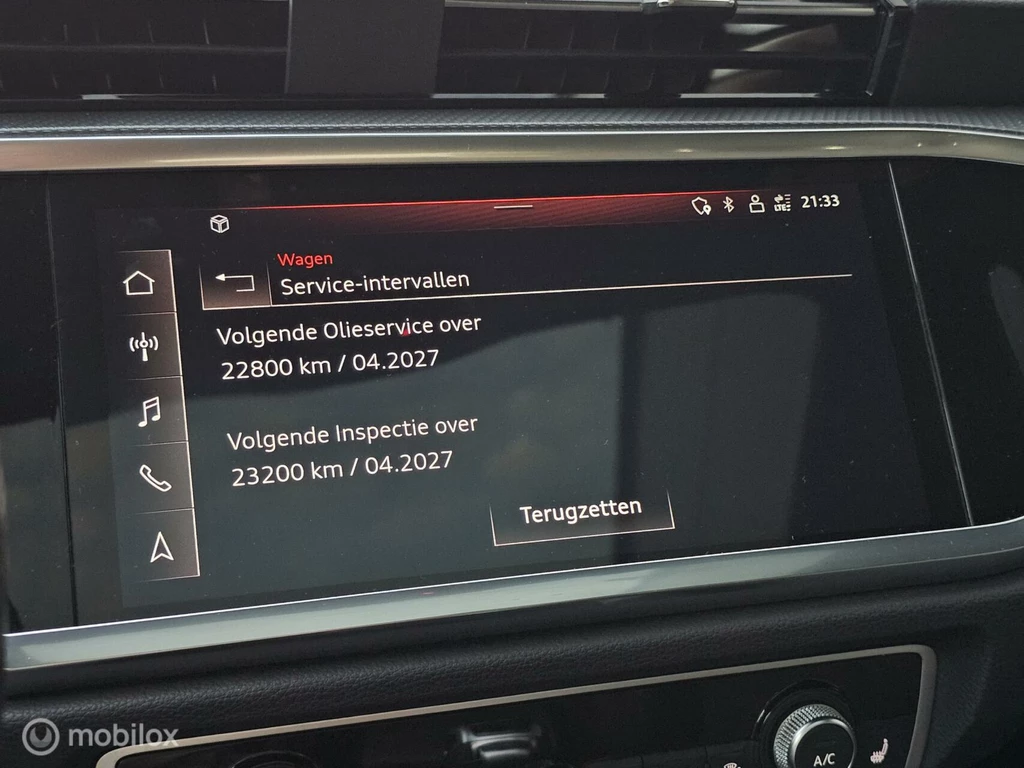 LTE
21:33
Wagen
Service-intervallen
Volgende Olieservice over
22800 km / 04.2027
Volgende Inspectie over
23200 km / 04.2027
Terugzetten
A/C
mobilox